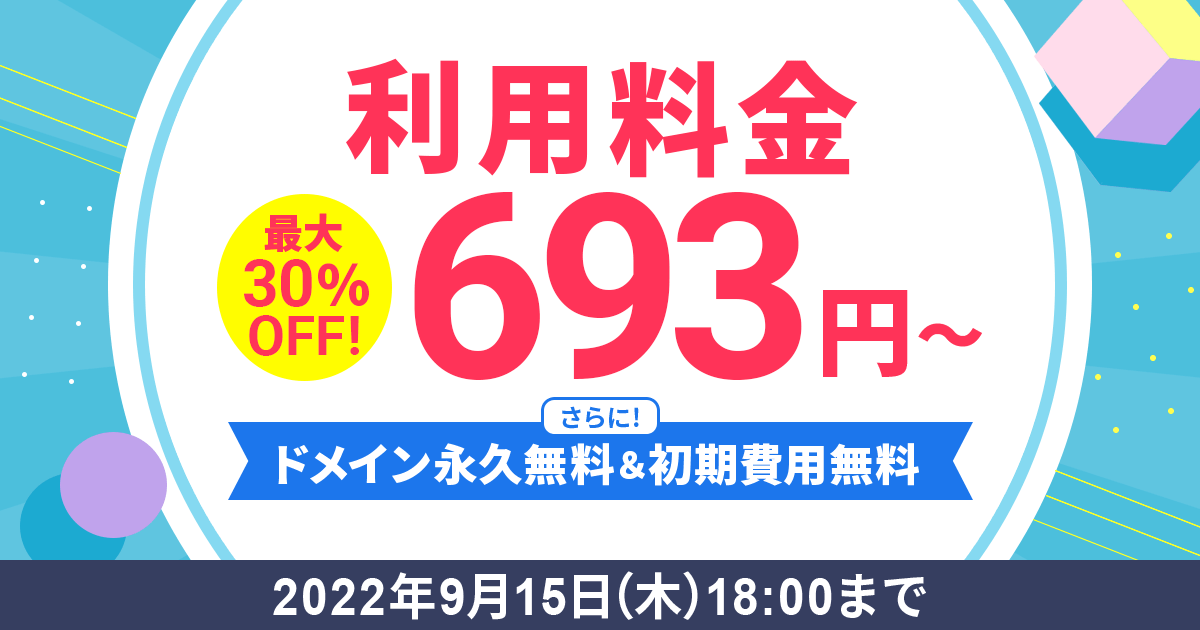 利用料金
最大
30%
OFF!
693円～
さらに!
ドメイン永久無料&初期費用無料
2022年9月15日(木)18:00まで